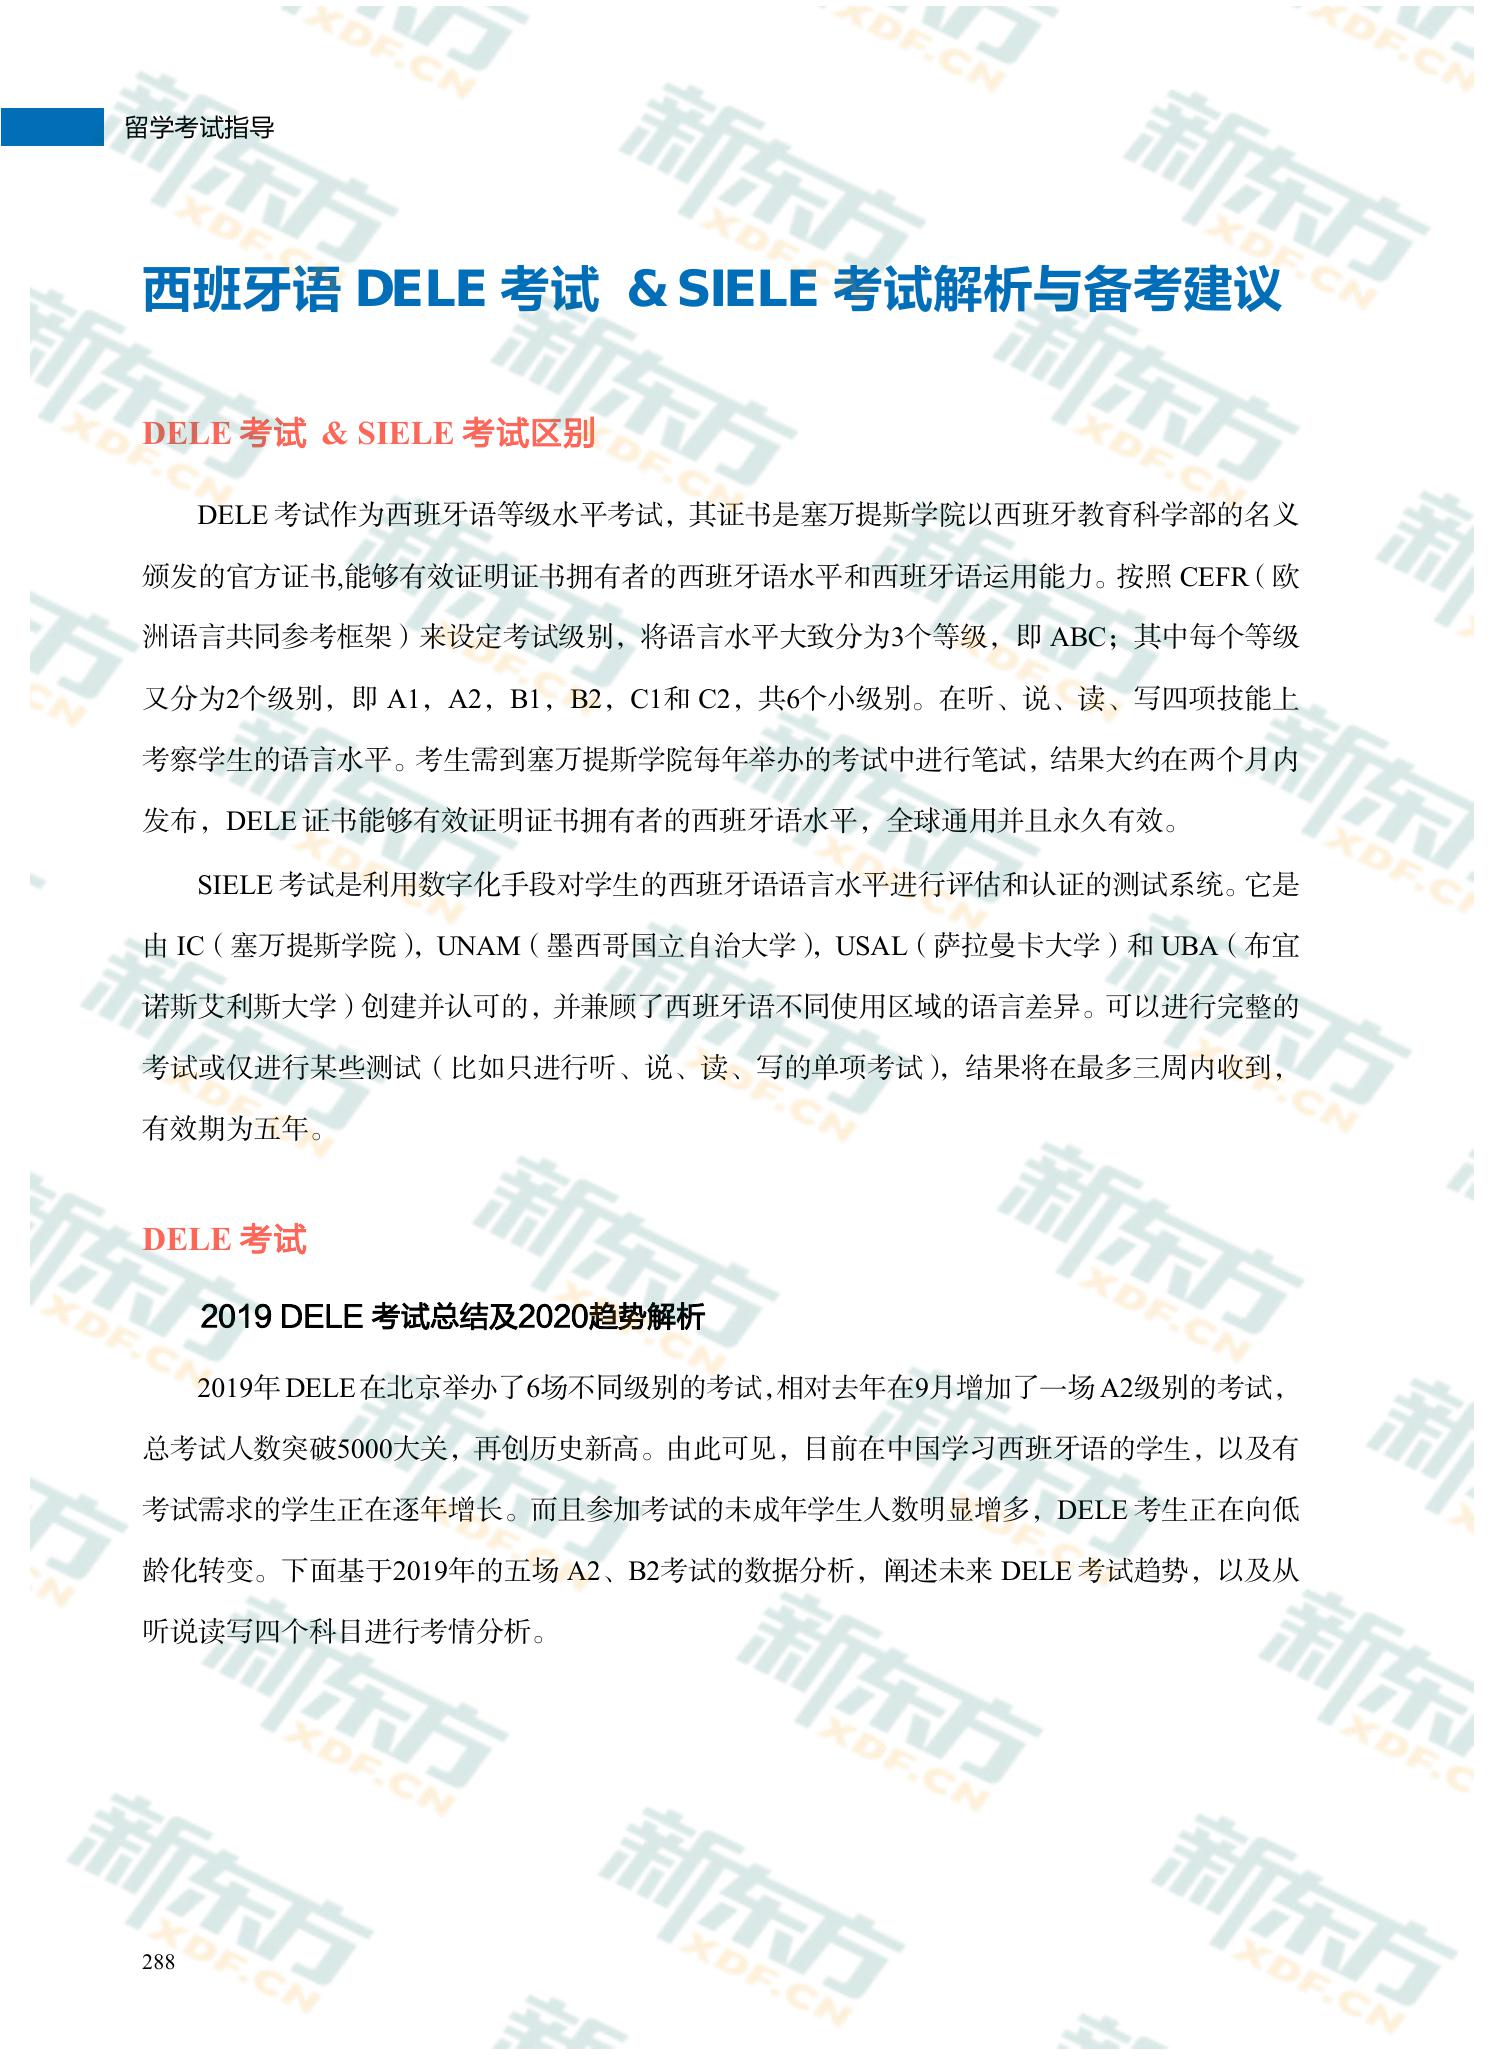 留学考试指导
西班牙语 DELE 考试 & SIELE 考试解析与备考建议
DELE 考试 & SIELE 考试区别
DELE 考试作为西班牙语等级水平考试，其证书是塞万提斯学院以西班牙教育科学部的名义
颁发的官方证书,能够有效证明证书拥有者的西班牙语水平和西班牙语运用能力。按照 CEFR（欧
洲语言共同参考框架）来设定考试级别，将语言水平大致分为3个等级，即 ABC；其中每个等级
又分为2个级别，即 A1，A2，B1，B2，C1和 C2，共6个小级别。在听、说、读、写四项技能上
考察学生的语言水平。考生需到塞万提斯学院每年举办的考试中进行笔试，结果大约在两个月内
发布，DELE 证书能够有效证明证书拥有者的西班牙语水平，全球通用并且永久有效。
SIELE 考试是利用数字化手段对学生的西班牙语语言水平进行评估和认证的测试系统。它是
由 IC（塞万提斯学院），UNAM（墨西哥国立自治大学），USAL（萨拉曼卡大学）和 UBA（布宜
诺斯艾利斯大学）创建并认可的，并兼顾了西班牙语不同使用区域的语言差异。可以进行完整的
考试或仅进行某些测试（比如只进行听、说、读、写的单项考试），结果将在最多三周内收到，
有效期为五年。
DELE 考试
2019 DELE 考试总结及2020趋势解析
2019年 DELE 在北京举办了6场不同级别的考试,相对去年在9月增加了一场 A2级别的考试，
总考试人数突破5000大关，再创历史新高。由此可见，目前在中国学习西班牙语的学生，以及有
考试需求的学生正在逐年增长。而且参加考试的未成年学生人数明显增多，DELE 考生正在向低
龄化转变。下面基于2019年的五场 A2、B2考试的数据分析，阐述未来 DELE 考试趋势，以及从
听说读写四个科目进行考情分析。
288
新东方
XDF.CN